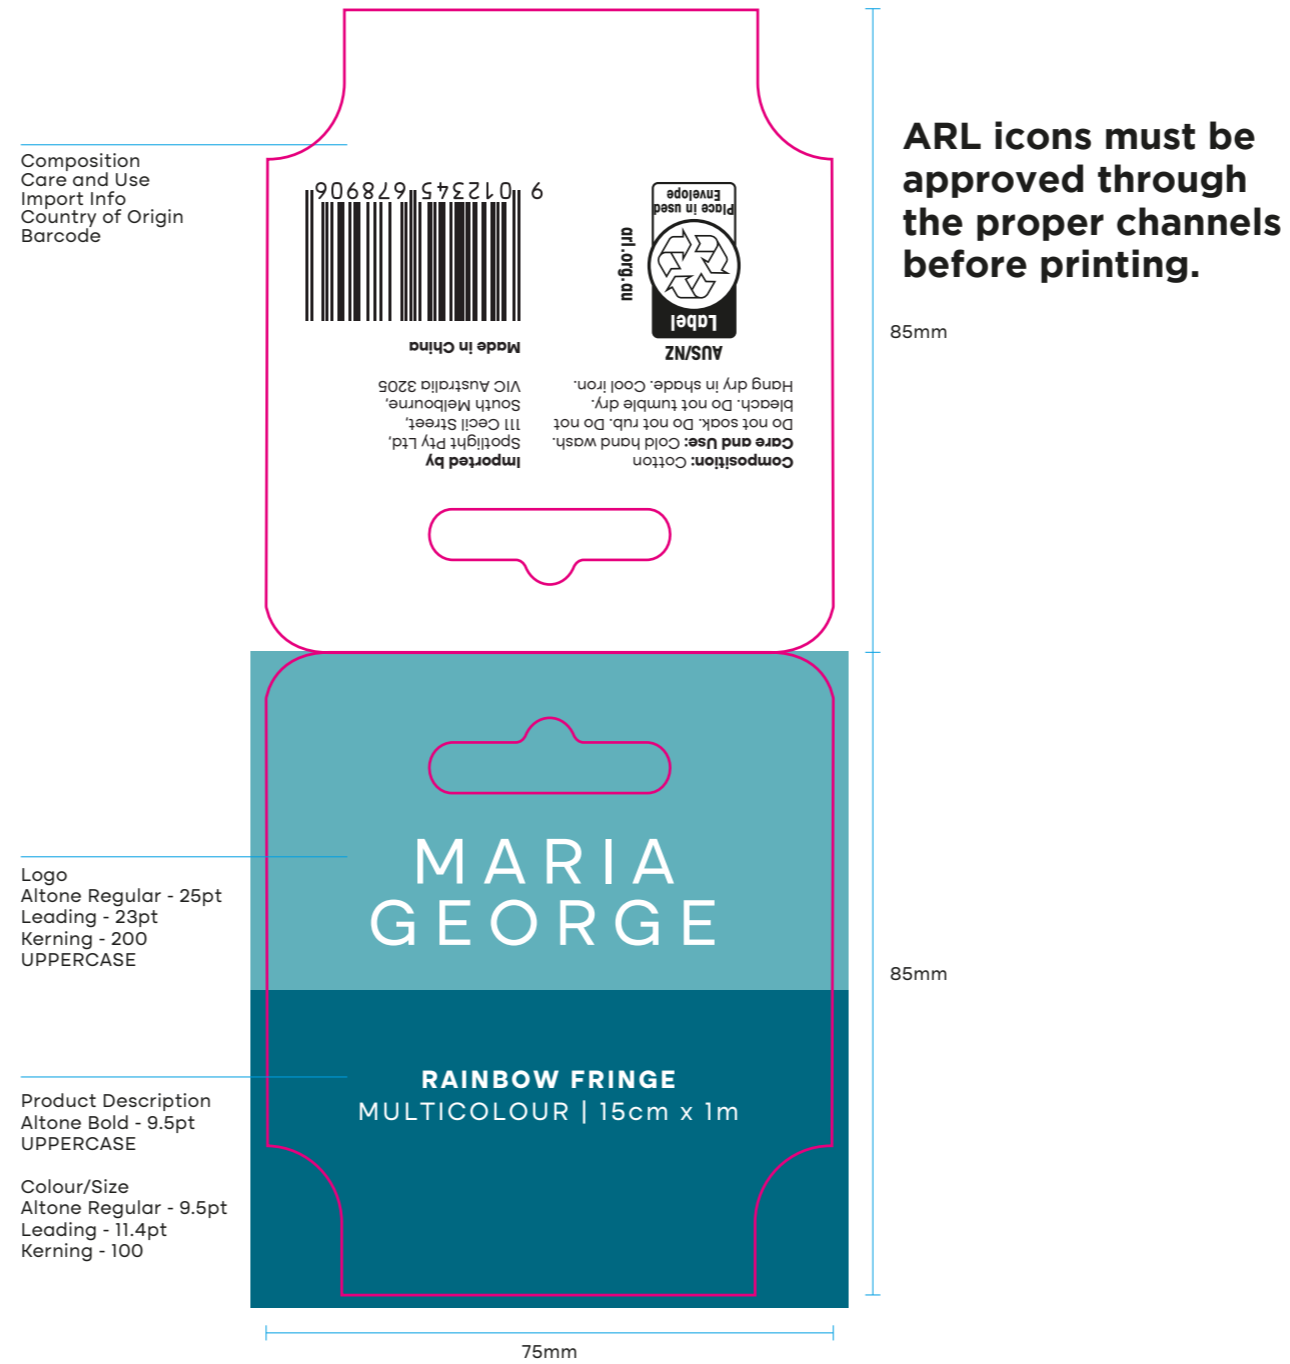 ARL icons must be
approved through
the proper channels
before printing.
Composition
Care and Use
Import Info
Country of Origin
Barcode
85mm
Composition: Cotton
Care and Use: Cold hand wash.
Do not soak. Do not rub. Do not
bleach. Do not tumble dry.
Hang dry in shade. Cool iron.
AUS/NZ
Label
Place in used
Envelope
arl.org.au
Imported by
Spotlight Pty Ltd,
111 Cecil Street,
South Melbourne,
VIC Australia 3205
Made in China
9 012345 678906
MARIA
GEORGE
Logo
Altone Regular - 25pt
Leading - 23pt
Kerning - 200
UPPERCASE
85mm
RAINBOW FRINGE
MULTICOLOUR | 15cm x 1m
Product Description
Altone Bold - 9.5pt
UPPERCASE
Colour/Size
Altone Regular - 9.5pt
Leading - 11.4pt
Kerning - 100
75mm